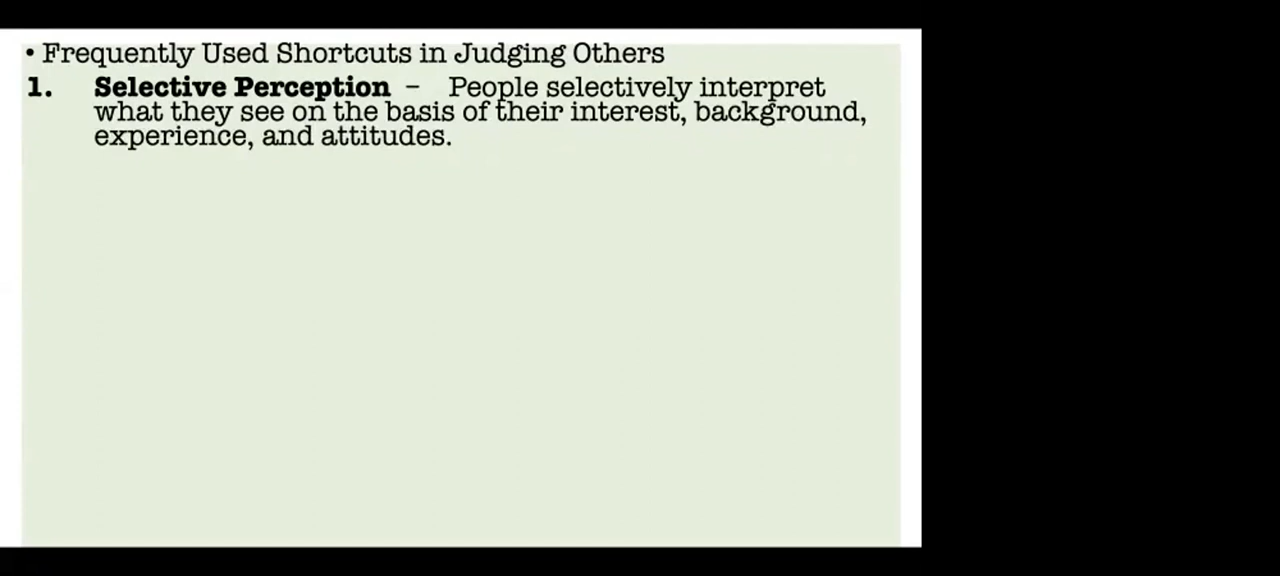 • Frequently Used Shortcuts in Judging Others
1. Selective Perception – People selectively interpret
what they see on the basis of their interest, background,
experience, and attitudes.